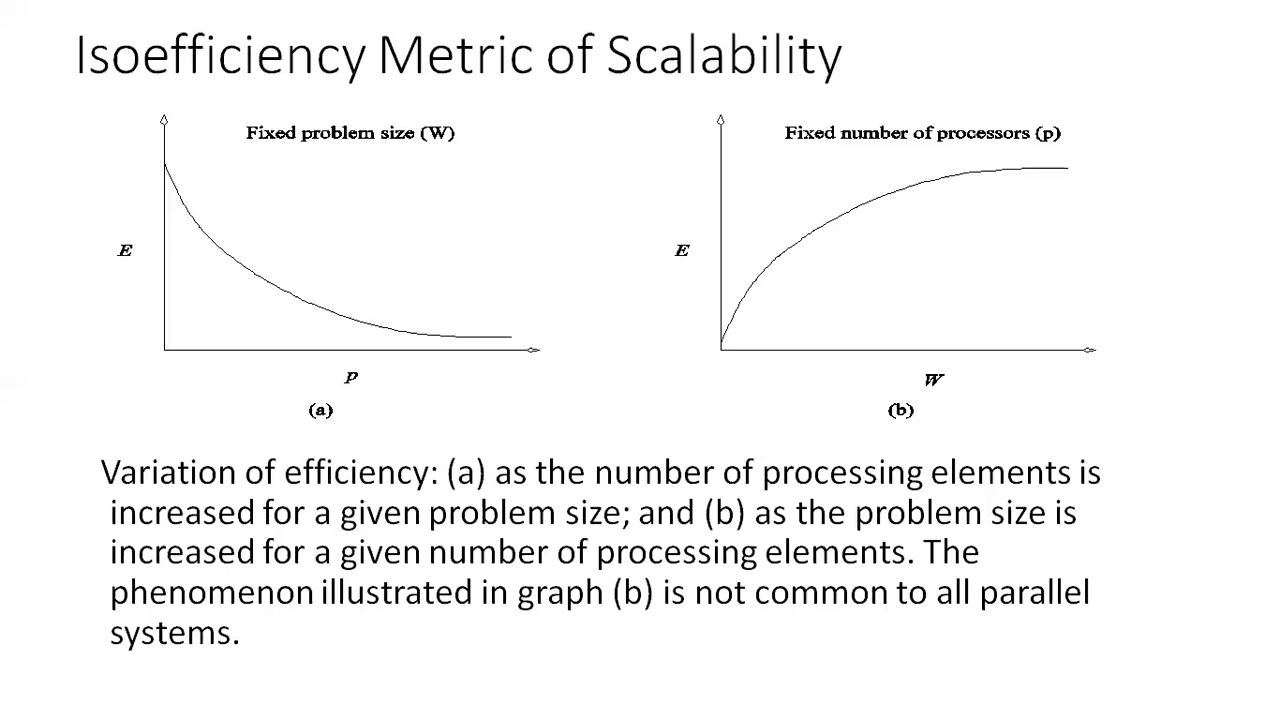 Isoefficiency Metric of Scalability
Fixed problem size (W)
E
P
(a)
Fixed number of processors (p)
E
W
(b)
Variation of efficiency: (a) as the number of processing elements is
increased for a given problem size; and (b) as the problem size is
increased for a given number of processing elements. The
phenomenon illustrated in graph (b) is not common to all parallel
systems.